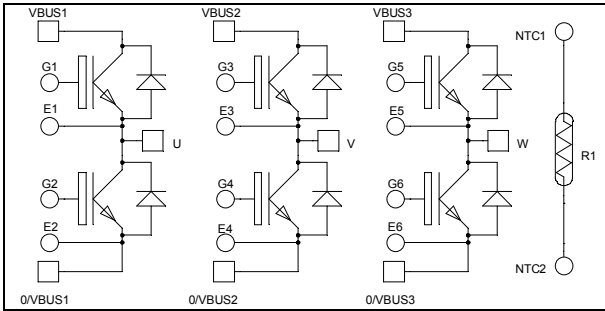 VBUS1 VBUS2 VBUS3
NTC1
G1 G3 G5
E1 E3 E5
U V W
R1
G2 G4 G6
E2 E4 E6
NTC2
0/VBUS1 0/VBUS2 0/VBUS3